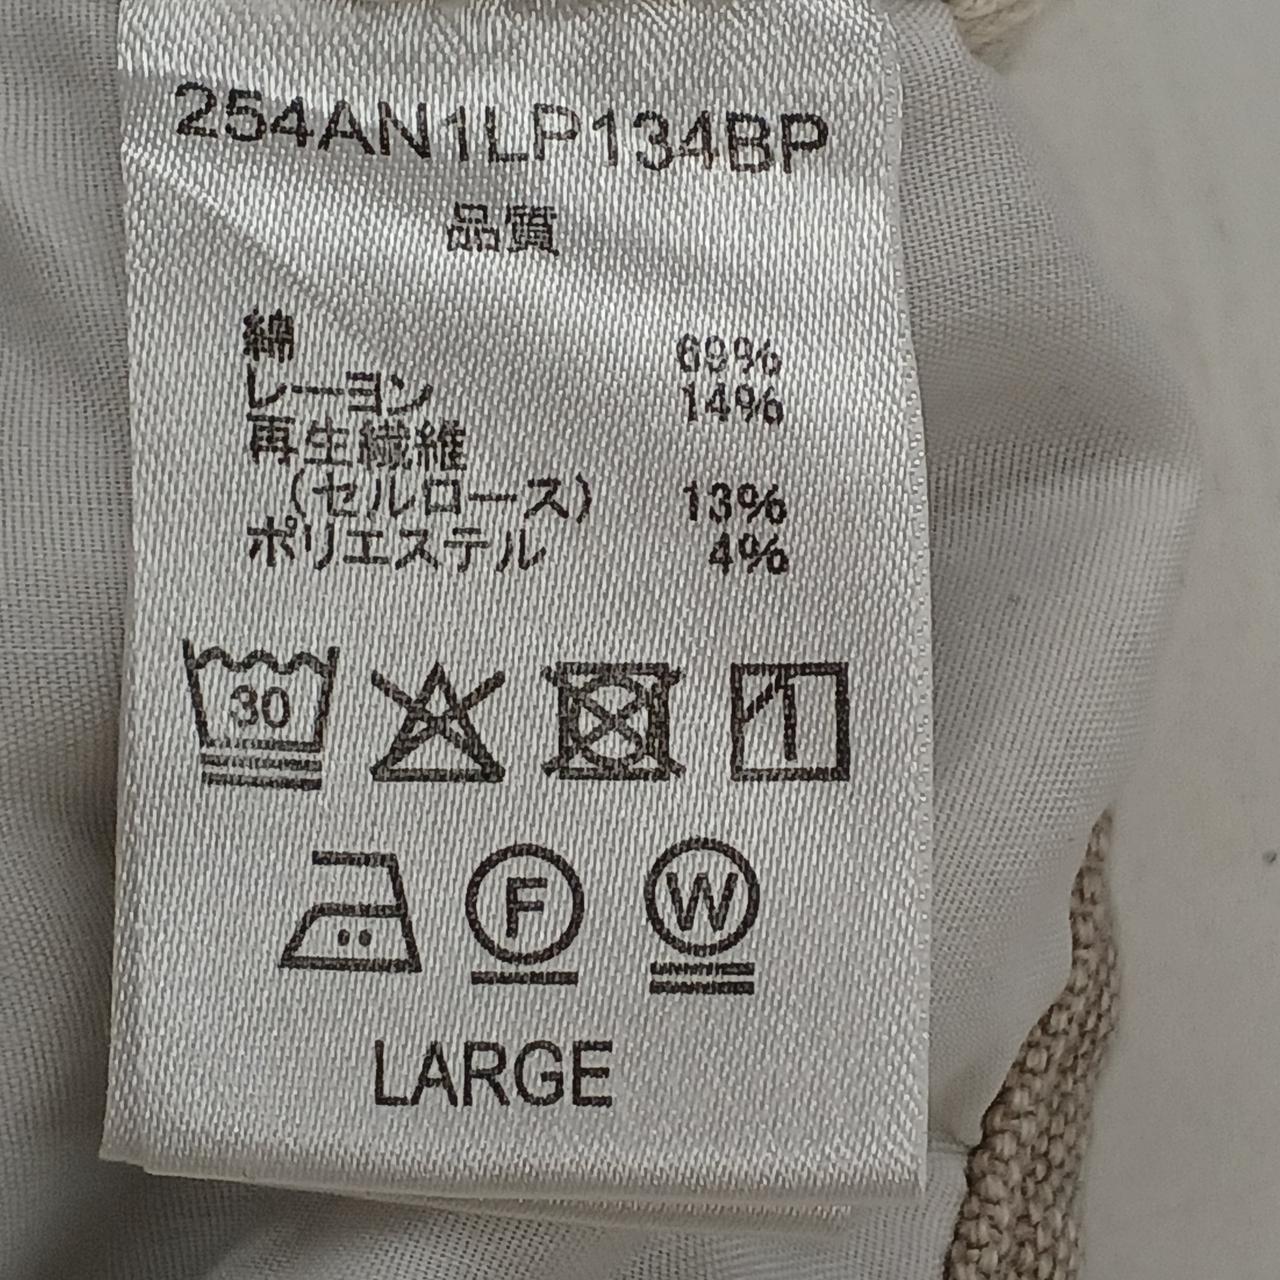 254AN1LP134BP
品質
綿 69%
レーヨン 14%
再生繊維
(セルロース) 13%
ポリエステル 4%
30
F
W
LARGE